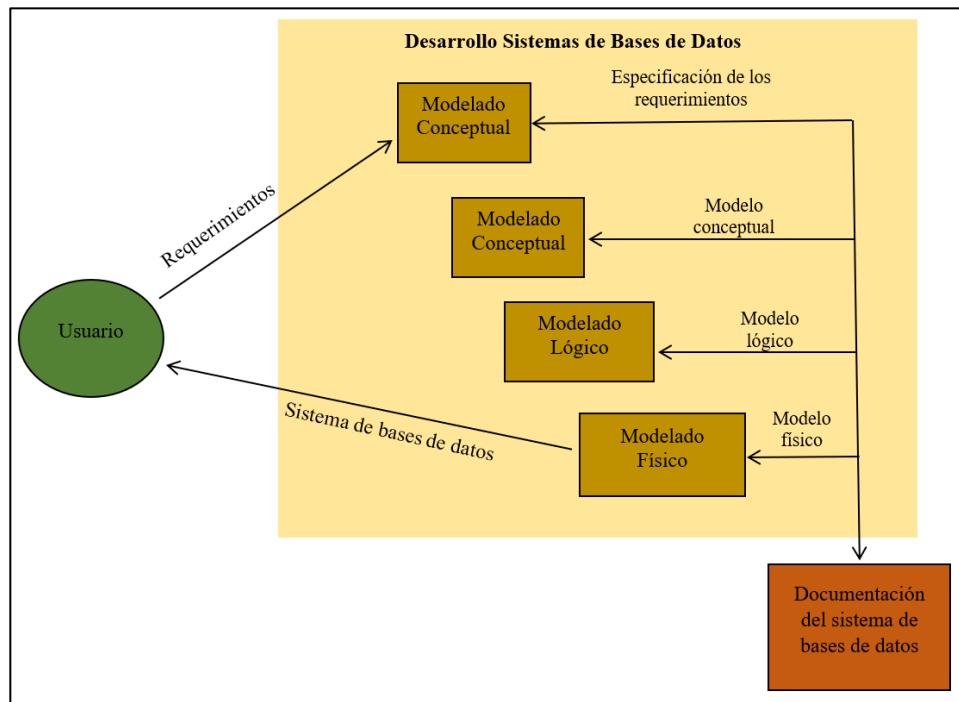 Desarrollo Sistemas de Bases de Datos
Modelado
Conceptual
Especificación de los
requerimientos
Requerimientos
Modelado
Conceptual
Modelo
conceptual
Usuario
Modelado
Lógico
Modelo
lógico
Sistema de bases de datos
Modelado
Físico
Modelo
físico
Documentación
del sistema de
bases de datos